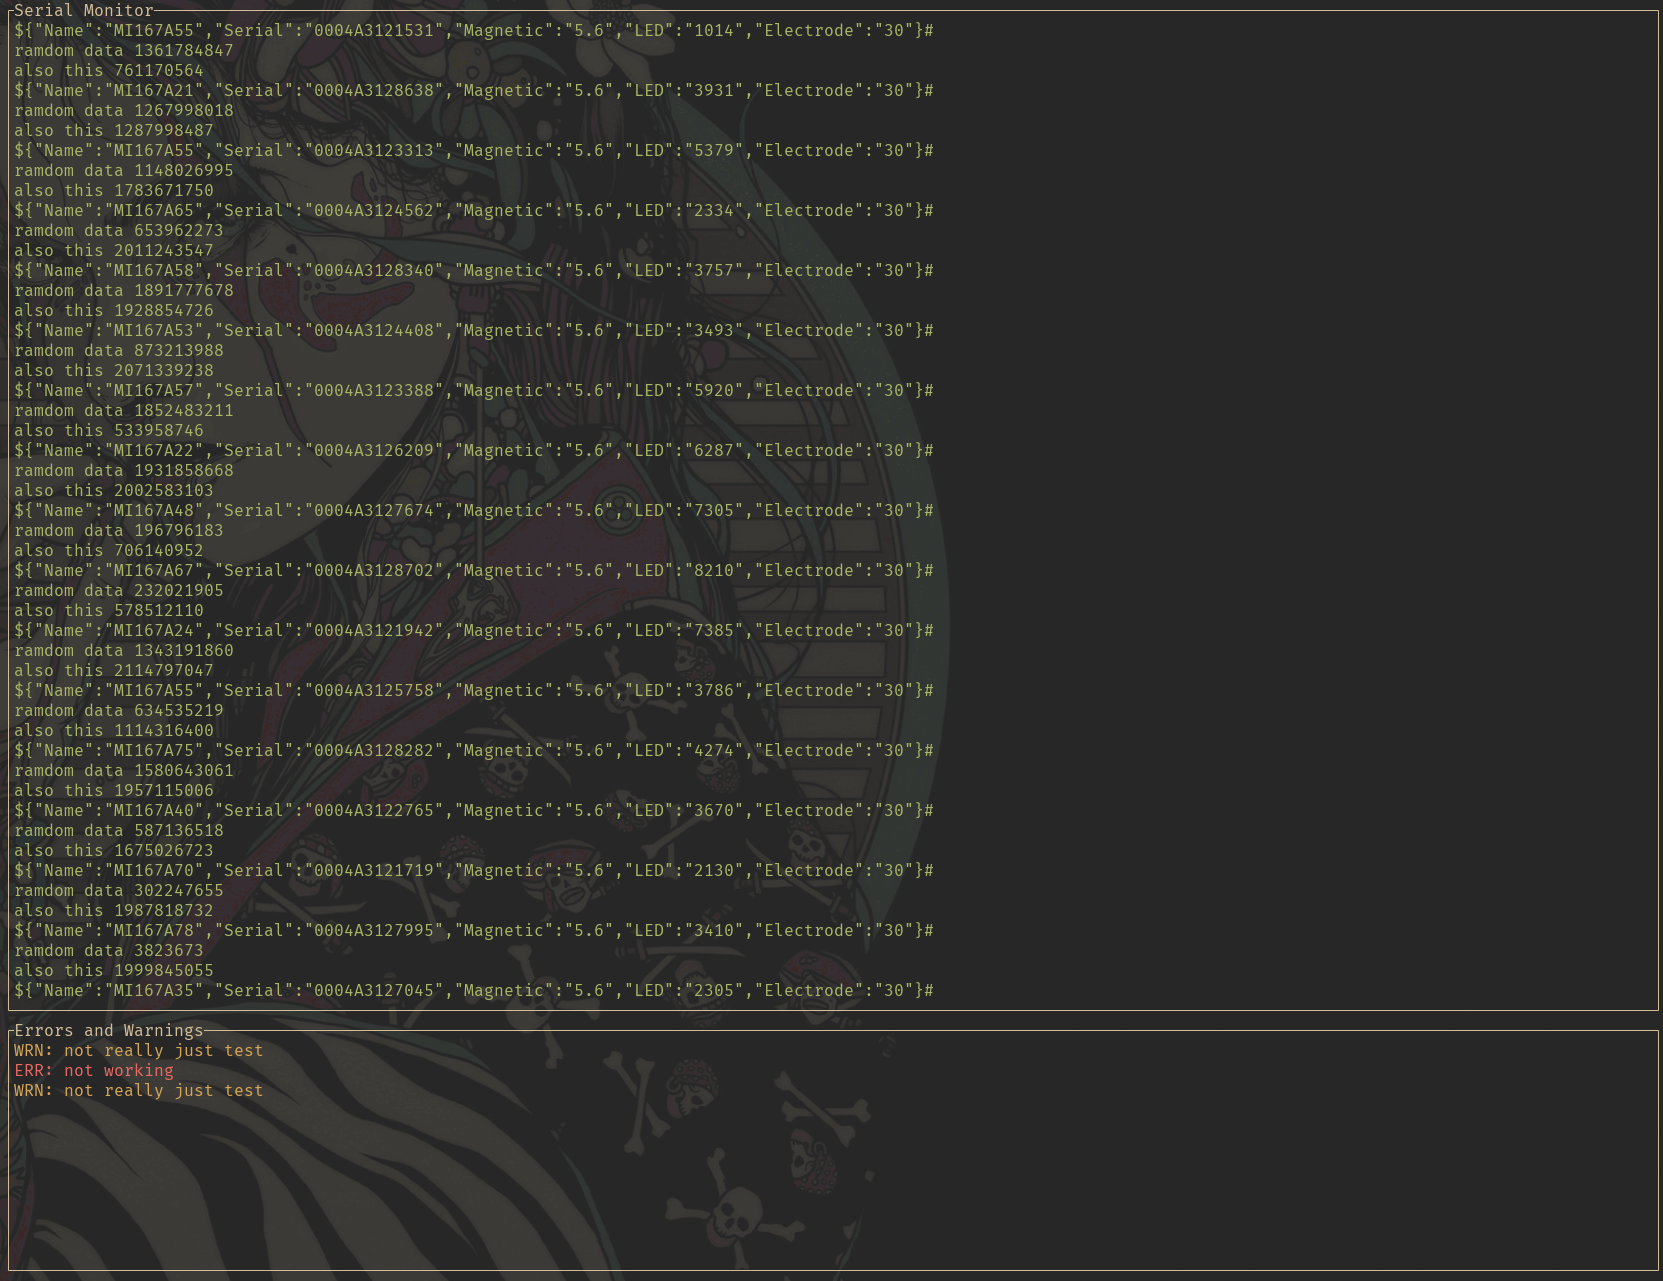 Serial Monitor
${"Name":"MI167A55","Serial":"0004A3121531","Magnetic":"5.6","LED":"1014","Electrode":"30"}#
ramdom data 1361784847
also this 761170564
${"Name":"MI167A21","Serial":"0004A3128638","Magnetic":"5.6","LED":"3931","Electrode":"30"}#
ramdom data 1267998018
also this 1287998487
${"Name":"MI167A55","Serial":"0004A3123313","Magnetic":"5.6","LED":"5379","Electrode":"30"}#
ramdom data 1148026995
also this 1783671750
${"Name":"MI167A65","Serial":"0004A3124562","Magnetic":"5.6","LED":"2334","Electrode":"30"}#
ramdom data 653962273
also this 2011243547
${"Name":"MI167A58","Serial":"0004A3128340","Magnetic":"5.6","LED":"3757","Electrode":"30"}#
ramdom data 1891777678
also this 1928854726
${"Name":"MI167A53","Serial":"0004A3124408","Magnetic":"5.6","LED":"3493","Electrode":"30"}#
ramdom data 873213988
also this 2071339238
${"Name":"MI167A57","Serial":"0004A3123388","Magnetic":"5.6","LED":"5920","Electrode":"30"}#
ramdom data 1852483211
also this 533958746
${"Name":"MI167A22","Serial":"0004A3126209","Magnetic":"5.6","LED":"6287","Electrode":"30"}#
ramdom data 1931858668
also this 2002583103
${"Name":"MI167A48","Serial":"0004A3127674","Magnetic":"5.6","LED":"7305","Electrode":"30"}#
ramdom data 196796183
also this 706140952
${"Name":"MI167A67","Serial":"0004A3128702","Magnetic":"5.6","LED":"8210","Electrode":"30"}#
ramdom data 232021905
also this 578512110
${"Name":"MI167A24","Serial":"0004A3121942","Magnetic":"5.6","LED":"7385","Electrode":"30"}#
ramdom data 1343191860
also this 2114797047
${"Name":"MI167A55","Serial":"0004A3125758","Magnetic":"5.6","LED":"3786","Electrode":"30"}#
ramdom data 634535219
also this 1114316400
${"Name":"MI167A75","Serial":"0004A3128282","Magnetic":"5.6","LED":"4274","Electrode":"30"}#
ramdom data 1580643061
also this 1957115006
${"Name":"MI167A40","Serial":"0004A3122765","Magnetic":"5.6","LED":"3670","Electrode":"30"}#
ramdom data 587136518
also this 1675026723
${"Name":"MI167A70","Serial":"0004A3121719","Magnetic":"5.6","LED":"2130","Electrode":"30"}#
ramdom data 302247655
also this 1987818732
${"Name":"MI167A78","Serial":"0004A3127995","Magnetic":"5.6","LED":"3410","Electrode":"30"}#
ramdom data 3823673
also this 1999845055
${"Name":"MI167A35","Serial":"0004A3127045","Magnetic":"5.6","LED":"2305","Electrode":"30"}#
Errors and Warnings
WRN: not really just test
ERR: not working
WRN: not really just test